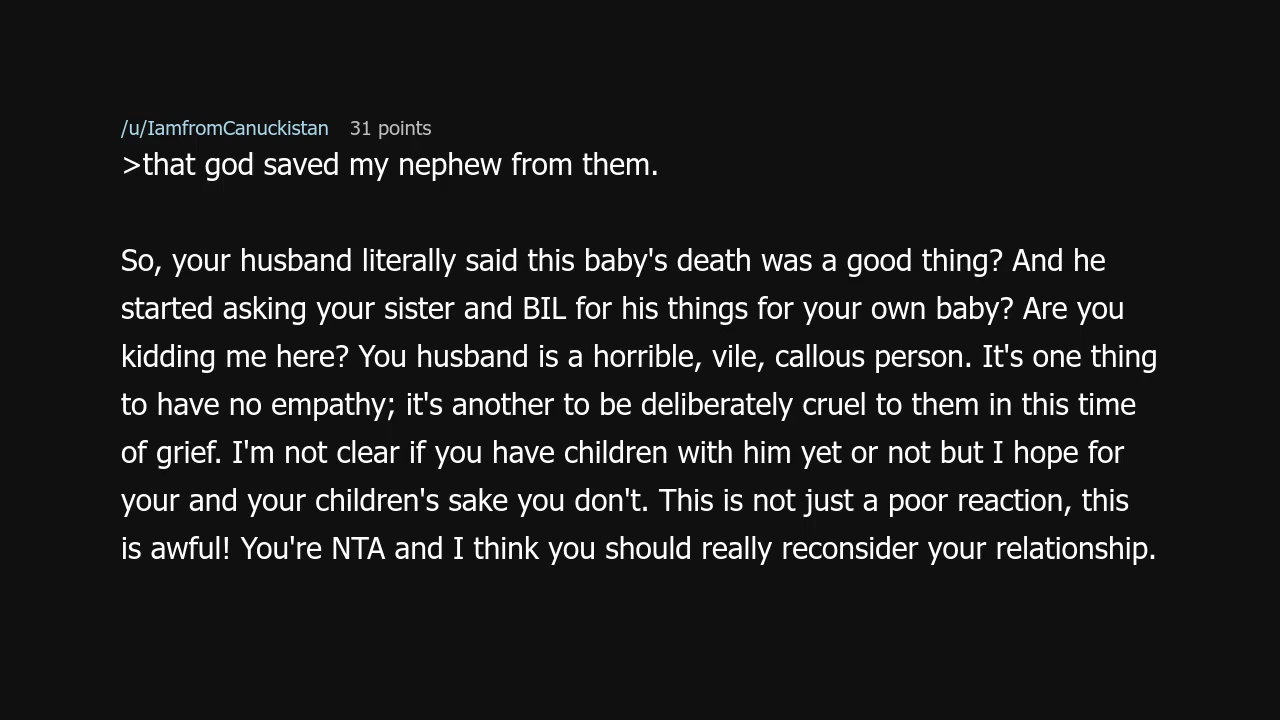 /u/IamfromCanuckistan 31 points
>that god saved my nephew from them.
So, your husband literally said this baby's death was a good thing? And he
started asking your sister and BIL for his things for your own baby? Are you
kidding me here? You husband is a horrible, vile, callous person. It's one thing
to have no empathy; it's another to be deliberately cruel to them in this time
of grief. I'm not clear if you have children with him yet or not but I hope for
your and your children's sake you don't. This is not just a poor reaction, this
is awful! You're NTA and I think you should really reconsider your relationship.